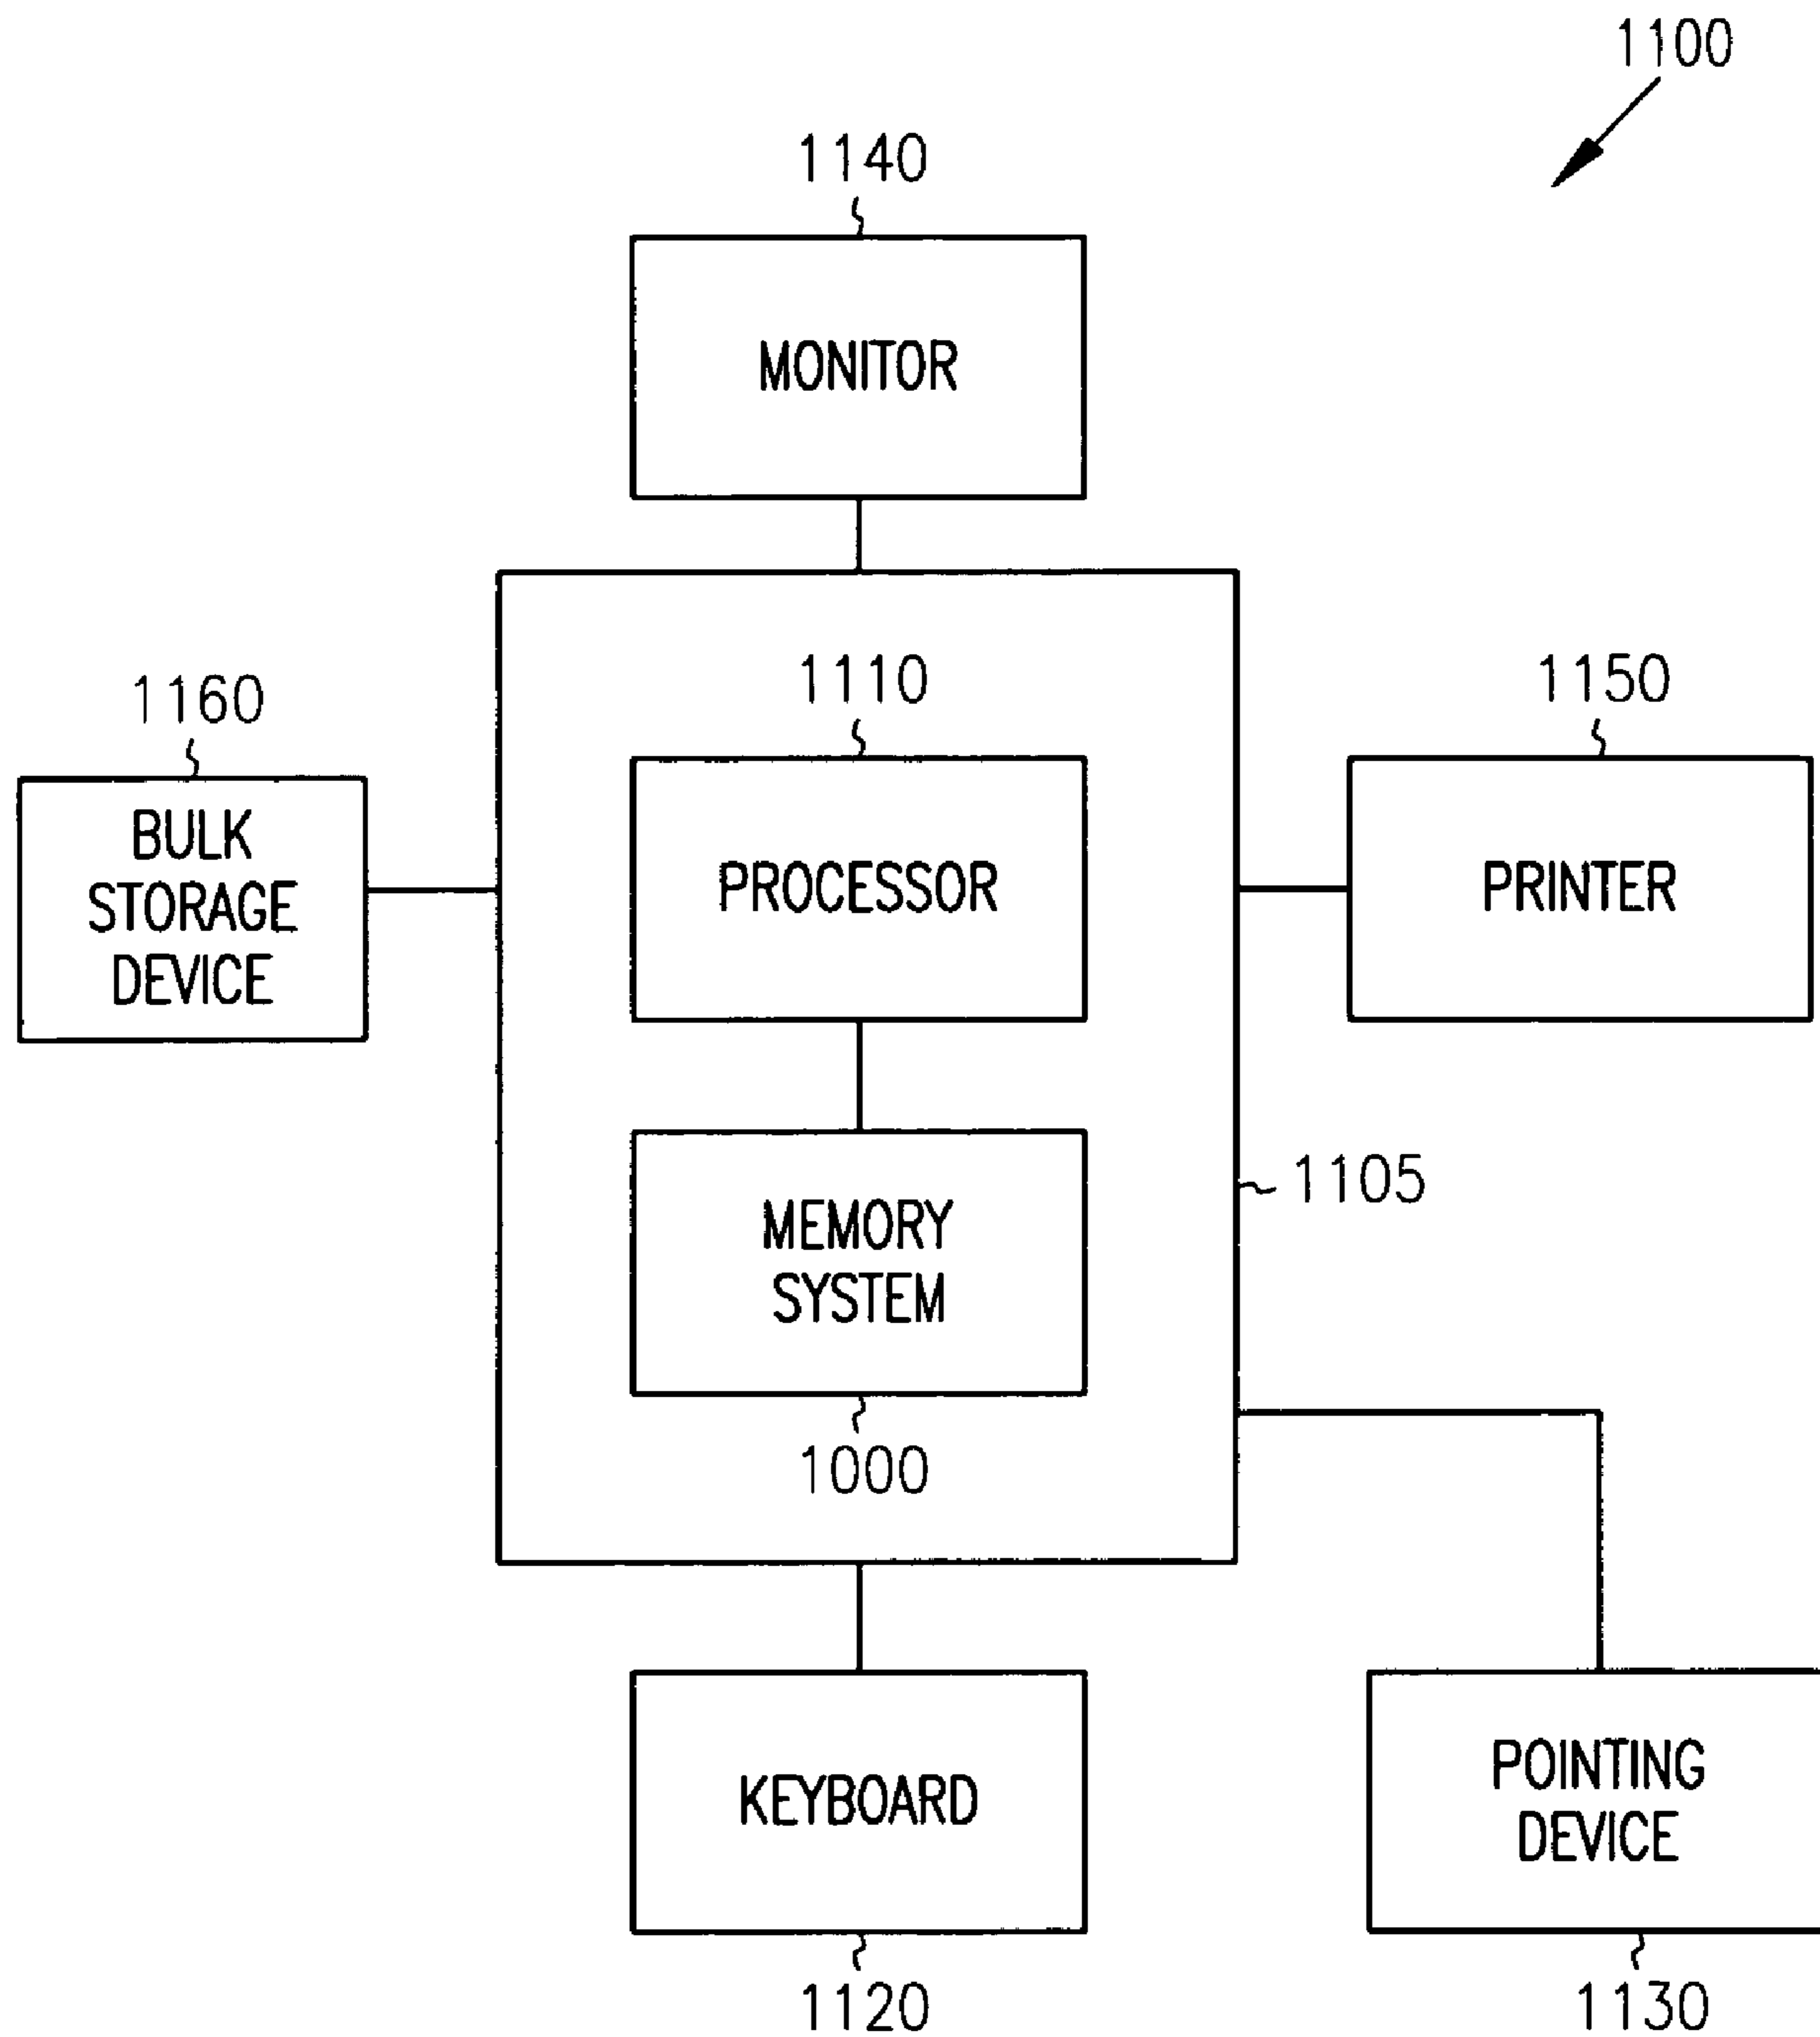 1100
1140
MONITOR
1160
BULK
STORAGE
DEVICE
1110
PROCESSOR
1150
PRINTER
MEMORY
SYSTEM
1105
1000
KEYBOARD
1120
POINTING
DEVICE
1130